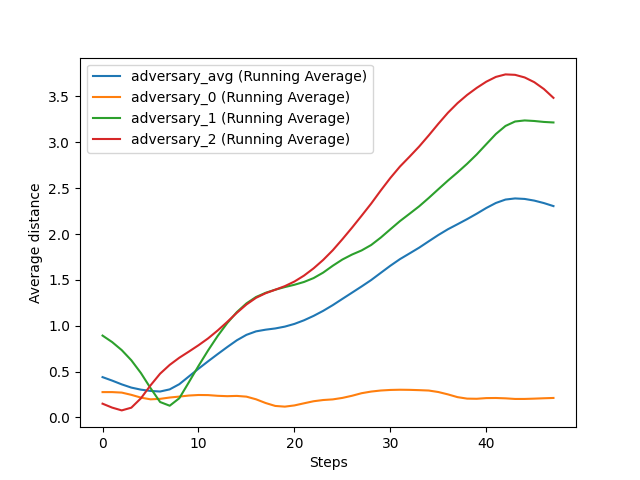 adversary_avg (Running Average)
adversary_0 (Running Average)
adversary_1 (Running Average)
adversary_2 (Running Average)
Average distance
3.5
3.0
2.5
2.0
1.5
1.0
0.5
0.0
0 10 20 30 40
Steps